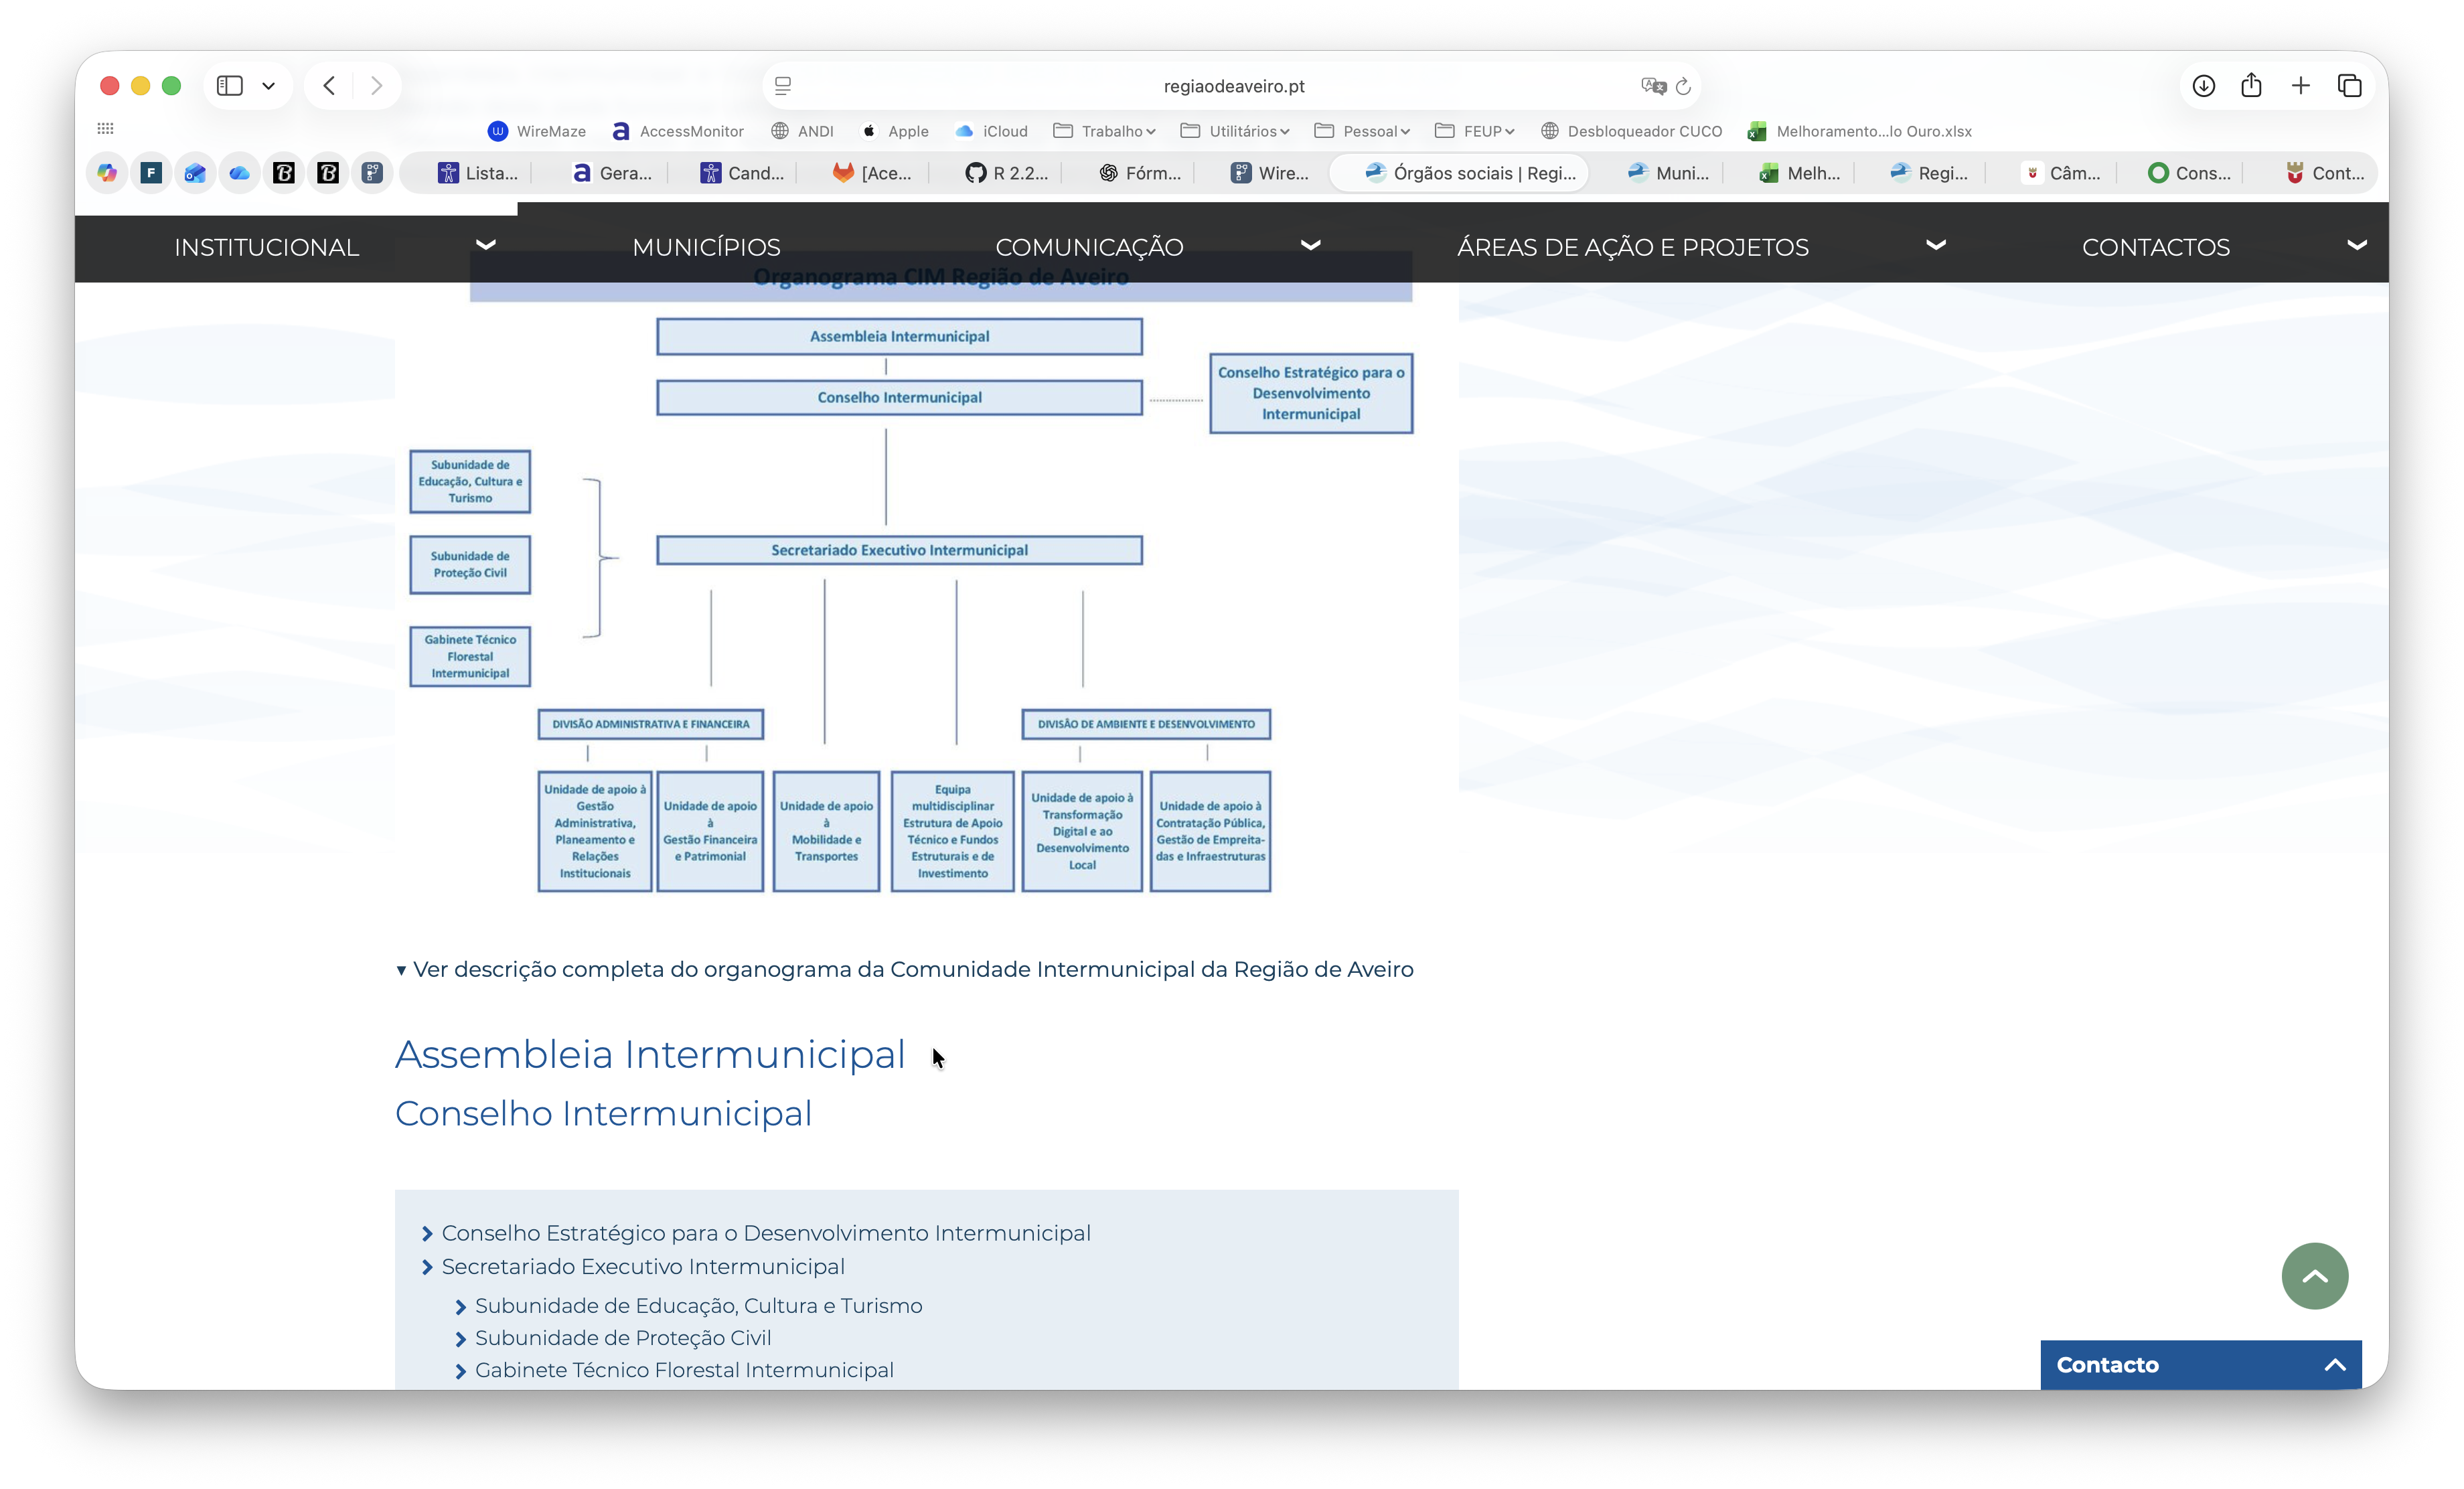 regiaodeaveiro.pt
WireMaze
AccessMonitor
ANDI
Apple
iCloud
Trabalho
Utilitários
Pessoal
FEUP
Desbloqueador CUCO
Melhoramento...lo Ouro.xlsx
Lista...
Gera...
Cand...
[Ace...
R 2.2...
Fórm...
Wire...
Órgãos sociais | Regi...
Muni...
Melh...
Regi...
Câm...
Cons...
Cont...
INSTITUCIONAL
MUNICÍPIOS
COMUNICAÇÃO
ÁREAS DE AÇÃO E PROJETOS
CONTACTOS
Organograma CIM Região de Aveiro
Assembleia Intermunicipal
Conselho Intermunicipal
Conselho Estratégico para o
Desenvolvimento
Intermunicipal
Subunidade de
Educação, Cultura e
Turismo
Subunidade de
Proteção Civil
Gabinete Técnico
Florestal
Intermunicipal
Secretariado Executivo Intermunicipal
DIVISÃO ADMINISTRATIVA E FINANCEIRA
DIVISÃO DE AMBIENTE E DESENVOLVIMENTO
Unidade de apoio à
Gestão
Administrativa,
Planeamento e
Relações
Institucionais
Unidade de apoio
à
Gestão Financeira
e Patrimonial
Unidade de apoio
à
Mobilidade e
Transportes
Equipa
multidisciplinar
Estrutura de Apoio
Técnico e Fundos
Estruturais e de
Investimento
Unidade de apoio à
Transformação
Digital e ao
Desenvolvimento
Local
Unidade de apoio à
Contratação Pública,
Gestão de Empreita-
das e Infraestruturas
Ver descrição completa do organograma da Comunidade Intermunicipal da Região de Aveiro
Assembleia Intermunicipal
Conselho Intermunicipal
Conselho Estratégico para o Desenvolvimento Intermunicipal
Secretariado Executivo Intermunicipal
Subunidade de Educação, Cultura e Turismo
Subunidade de Proteção Civil
Gabinete Técnico Florestal Intermunicipal
Contacto